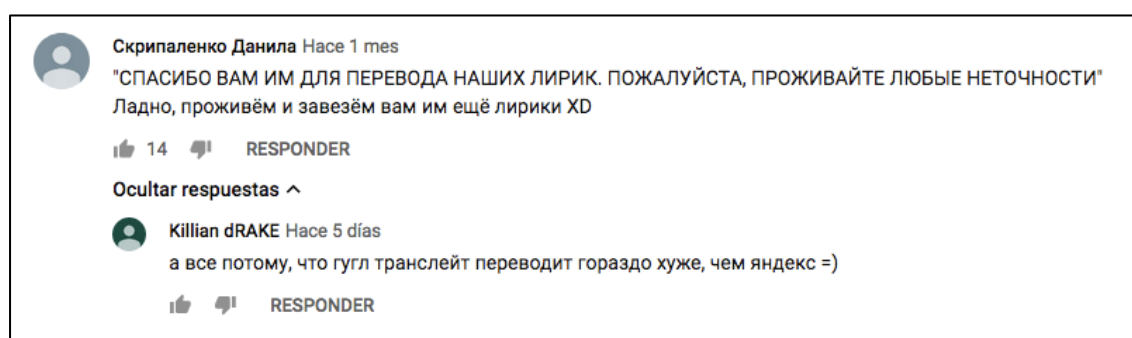 Скрипаленко Данила Hace 1 mes
"СПАСИБО ВАМ ИМ ДЛЯ ПЕРЕВОДА НАШИХ ЛИРИК. ПОЖАЛУЙСТА, ПРОЖИВАЙТЕ ЛЮБЫЕ НЕТОЧНОСТИ"
Ладно, проживём и завезём вам им ещё лирики XD
14 RESPONDER
Ocultar respuestas
Killian dRAKE Hace 5 días
а все потому, что гугл транслейт переводит гораздо хуже, чем яндекс =)
RESPONDER